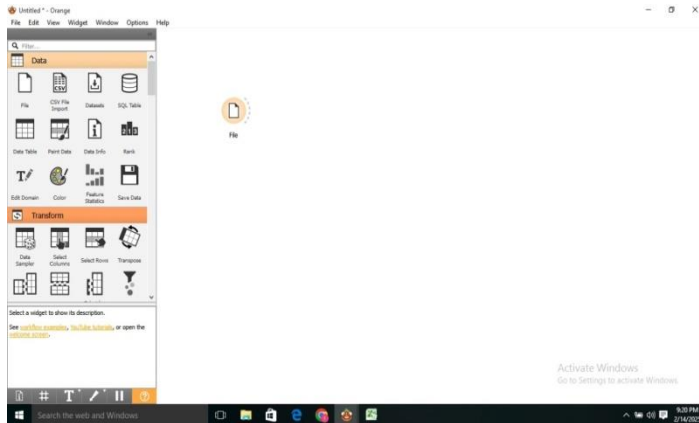 Untitled * - Orange
File Edit View Widget Window Options Help
Filter...
Data
File CSV File Import Datasets SQL Table
Data Table Paint Data Data Info Rank
Edit Domain Color Feature Statistics Save Data
Transform
Data Sampler Select Columns Select Rows Transpose
File
Select a widget to show its description.
See workflow examples, YouTube tutorials, or open the
welcome screen.
Activate Windows
Go to Settings to activate Windows.
Search the web and Windows
9:20 PM